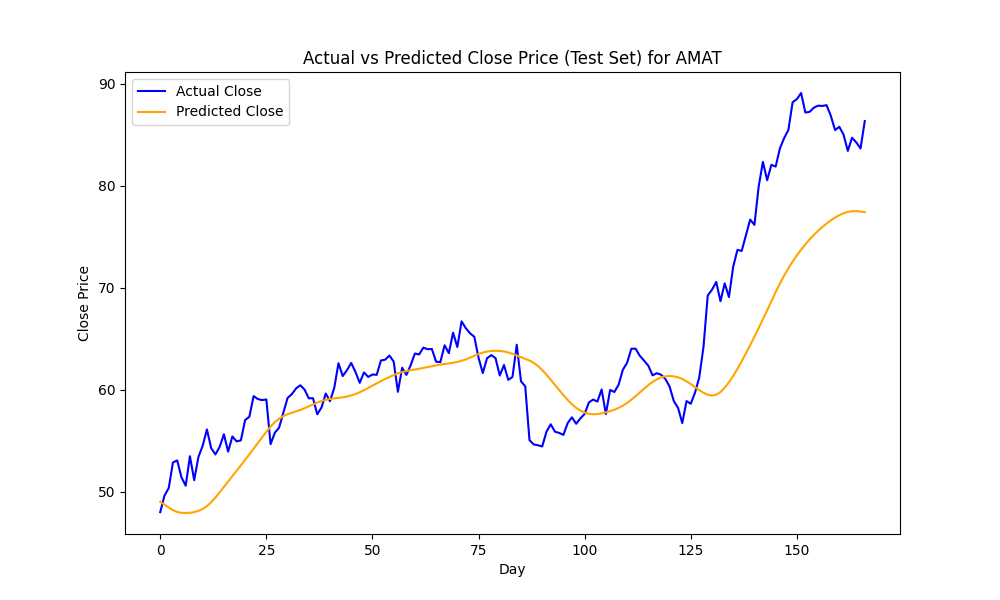 Actual vs Predicted Close Price (Test Set) for AMAT
Actual Close
Predicted Close
Close Price
90
80
70
60
50
0 25 50 75 100 125 150
Day